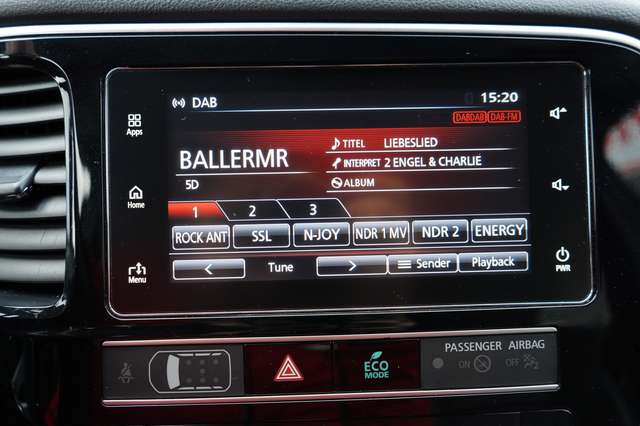 DAB
15:20
DABDAB DAB-FM
Apps
TITEL LIEBESLIED
BALLERMR
INTERPRET 2 ENGEL & CHARLIE
5D
ALBUM
Home
1 2 3
ROCK ANT SSL N-JOY NDR 1 MV NDR 2 ENERGY
< Tune > Sender Playback
Menu
PWR
PASSENGER AIRBAG
ECO
MODE
ON OFF